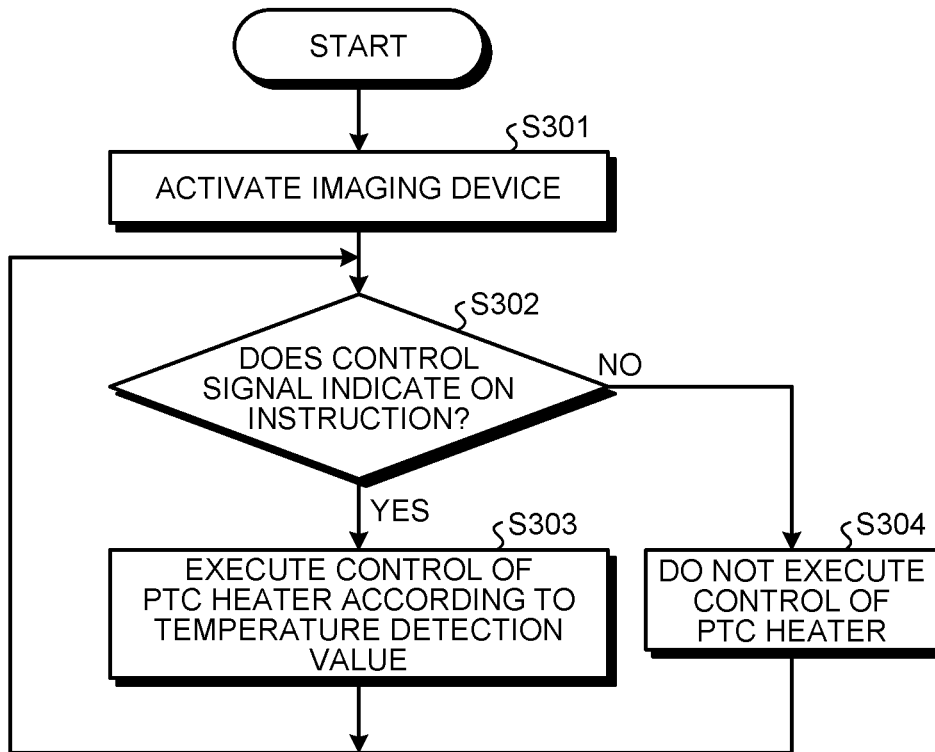 START
S301
ACTIVATE IMAGING DEVICE
S302
DOES CONTROL
SIGNAL INDICATE ON
INSTRUCTION?
NO
YES
S303
EXECUTE CONTROL OF
PTC HEATER ACCORDING TO
TEMPERATURE DETECTION
VALUE
S304
DO NOT EXECUTE
CONTROL OF
PTC HEATER